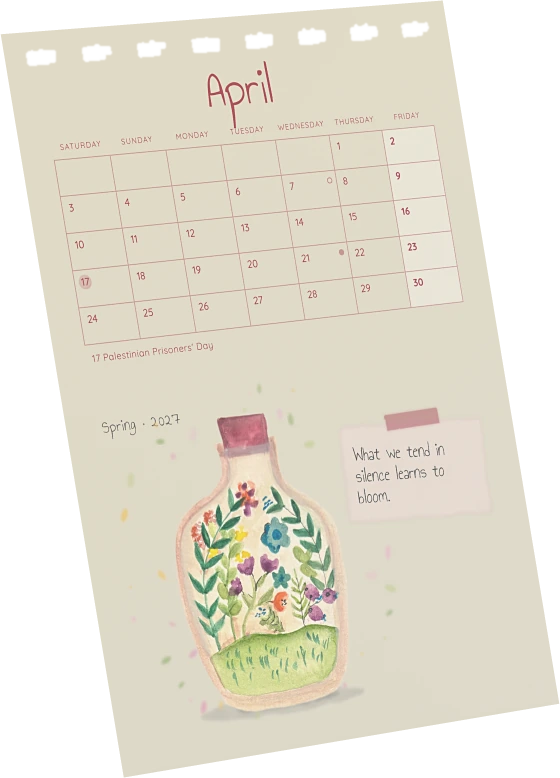 April
SATURDAY SUNDAY MONDAY TUESDAY WEDNESDAY THURSDAY FRIDAY
1 2
3 4 5 6 7 8 9
10 11 12 13 14 15 16
17 18 19 20 21 22 23
24 25 26 27 28 29 30
17 Palestinian Prisoners' Day
Spring · 2027
What we tend in
silence learns to
bloom.